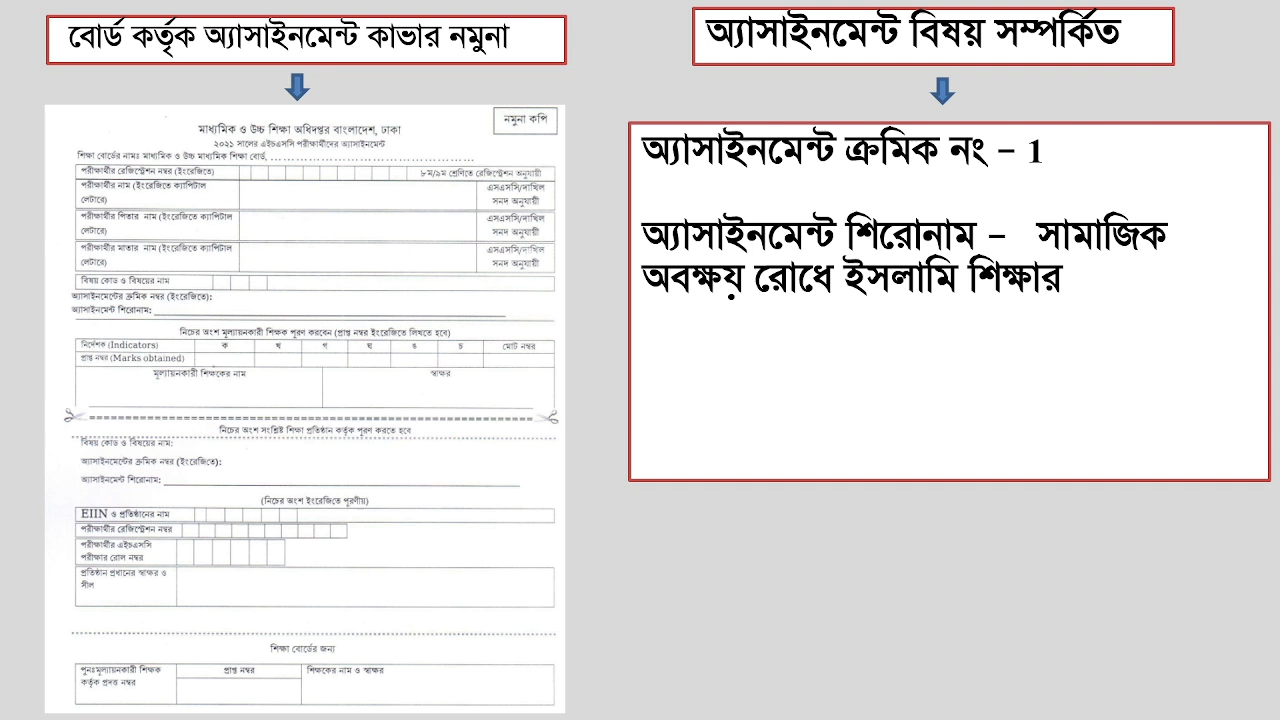 বোর্ড কর্তৃক অ্যাসাইনমেন্ট কাভার নমুনা
নমুনা কপি
মাধ্যমিক ও উচ্চ শিক্ষা অধিদপ্তর বাংলাদেশ, ঢাকা
২০২১ সালের এইচএসসি পরীক্ষার্থীদের অ্যাসাইনমেন্ট
শিক্ষা বোর্ডের নামঃ মাধ্যমিক ও উচ্চ মাধ্যমিক শিক্ষা বোর্ড,
পরীক্ষার্থীর রেজিস্ট্রেশন নম্বর (ইংরেজিতে) ৮ম/৯ম শ্রেণিতে রেজিস্ট্রেশন অনুযায়ী
পরীক্ষার্থীর নাম (ইংরেজিতে ক্যাপিটাল এসএসসি/দাখিল
লেটারে) সনদ অনুযায়ী
পরীক্ষার্থীর পিতার নাম (ইংরেজিতে ক্যাপিটাল এসএসসি/দাখিল
লেটারে) সনদ অনুযায়ী
পরীক্ষার্থীর মাতার নাম (ইংরেজিতে ক্যাপিটাল এসএসসি/দাখিল
লেটারে) সনদ অনুযায়ী
বিষয় কোড ও বিষয়ের নাম
অ্যাসাইনমেন্টের ক্রমিক নম্বর (ইংরেজিতে):
অ্যাসাইনমেন্ট শিরোনাম:
নিচের অংশ মূল্যায়নকারী শিক্ষক পূরণ করবেন (প্রাপ্ত নম্বর ইংরেজিতে লিখতে হবে)
নির্দেশক (Indicators) ক খ গ ঘ ঙ চ মোট নম্বর
প্রাপ্ত নম্বর (Marks obtained)
মূল্যায়নকারী শিক্ষকের নাম স্বাক্ষর
নিচের অংশ সংশ্লিষ্ট শিক্ষা প্রতিষ্ঠান কর্তৃক পূরণ করতে হবে
বিষয় কোড ও বিষয়ের নাম:
অ্যাসাইনমেন্টের ক্রমিক নম্বর (ইংরেজিতে):
অ্যাসাইনমেন্ট শিরোনাম:
(নিচের অংশ ইংরেজিতে পূরণীয়)
EIIN ও প্রতিষ্ঠানের নাম
পরীক্ষার্থীর রেজিস্ট্রেশন নম্বর
পরীক্ষার্থীর এইচএসসি
পরীক্ষার রোল নম্বর
প্রতিষ্ঠান প্রধানের স্বাক্ষর ও
সীল
শিক্ষা বোর্ডের জন্য
পুনঃমূল্যায়নকারী শিক্ষক প্রাপ্ত নম্বর শিক্ষকের নাম ও স্বাক্ষর
কর্তৃক প্রদত্ত নম্বর
অ্যাসাইনমেন্ট বিষয় সম্পর্কিত
অ্যাসাইনমেন্ট ক্রমিক নং – 1
অ্যাসাইনমেন্ট শিরোনাম – সামাজিক
অবক্ষয় রোধে ইসলামি শিক্ষার